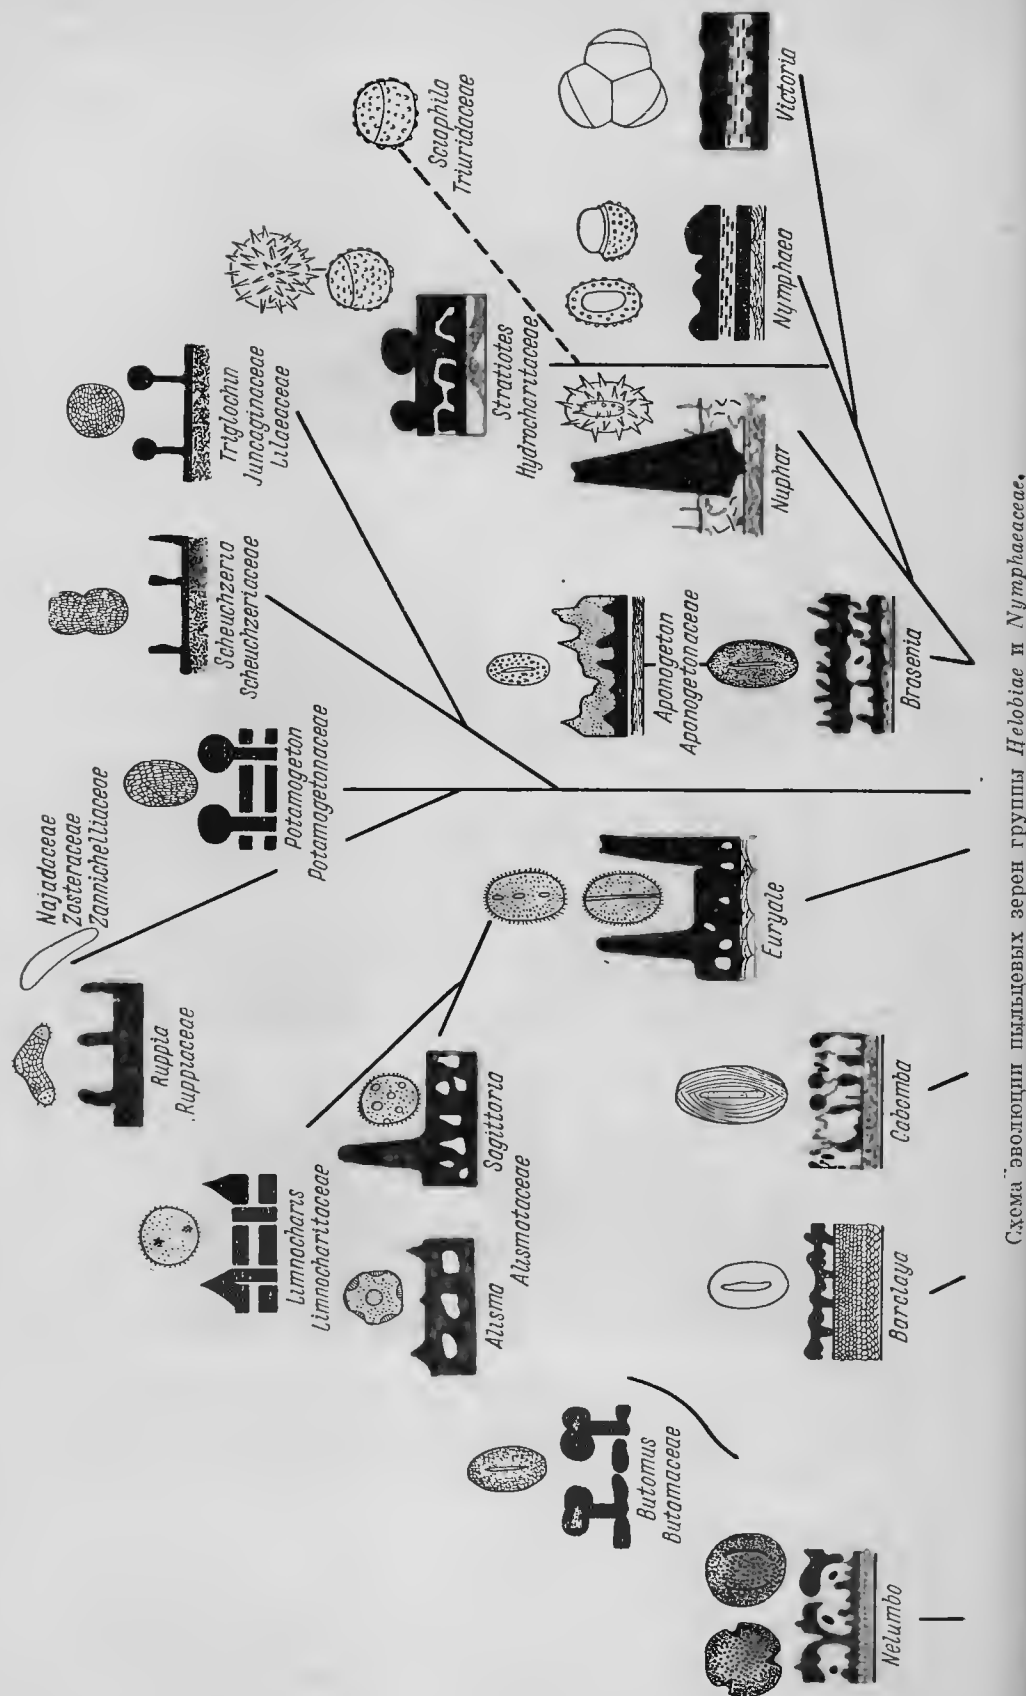 Najadaceae
Zosteraceae
Zannichelliaceae
Ruppia
Ruppiaceae
Potamogeton
Potamogetonaceae
Scheuchzeria
Scheuchzeriaceae
Triglochin
Juncaginaceae
Lilaeaceae
Sciaphila
Triuridaceae
Limnocharis
Limnocharitaceae
Stratiotes
Hydrocharitaceae
Alisma
Sagittaria
Alismataceae
Butomus
Butomaceae
Aponogeton
Aponogetonaceae
Euryale
Nuphar
Nymphaea
Victoria
Nelumbo
Barclaya
Cabomba
Brasenia
Схема эволюции пыльцевых зерен группы Helobiae и Nymphaeaceae.